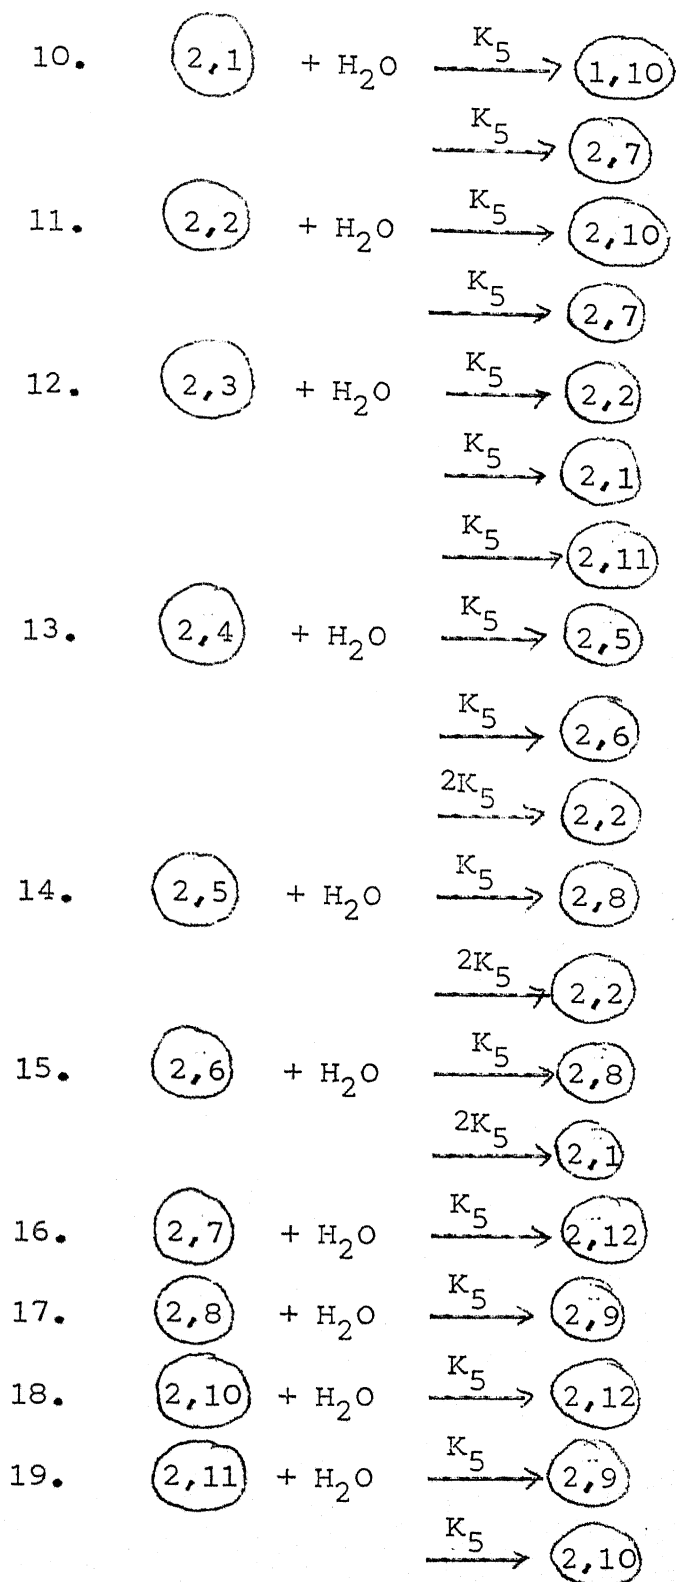 10. 2,1 + H₂O K₅ → 1,10
K₅ → 2,7
11. 2,2 + H₂O K₅ → 2,10
K₅ → 2,7
12. 2,3 + H₂O K₅ → 2,2
K₅ → 2,1
K₅ → 2,11
13. 2,4 + H₂O K₅ → 2,5
K₅ → 2,6
2K₅ → 2,2
14. 2,5 + H₂O K₅ → 2,8
2K₅ → 2,2
15. 2,6 + H₂O K₅ → 2,8
2K₅ → 2,1
16. 2,7 + H₂O K₅ → 2,12
17. 2,8 + H₂O K₅ → 2,9
18. 2,10 + H₂O K₅ → 2,12
19. 2,11 + H₂O K₅ → 2,9
K₅ → 2,10